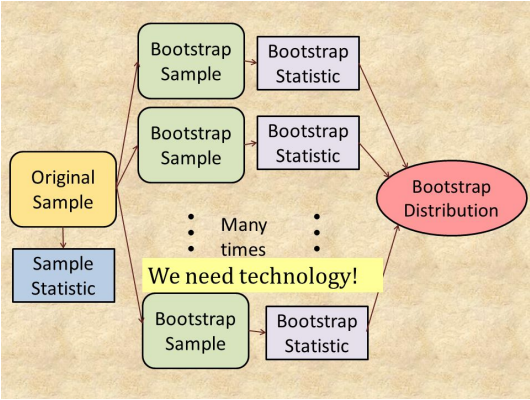 Bootstrap
Sample
Bootstrap
Statistic
Bootstrap
Sample
Bootstrap
Statistic
Original
Sample
Bootstrap
Distribution
Many
times
Sample
Statistic
We need technology!
Bootstrap
Sample
Bootstrap
Statistic